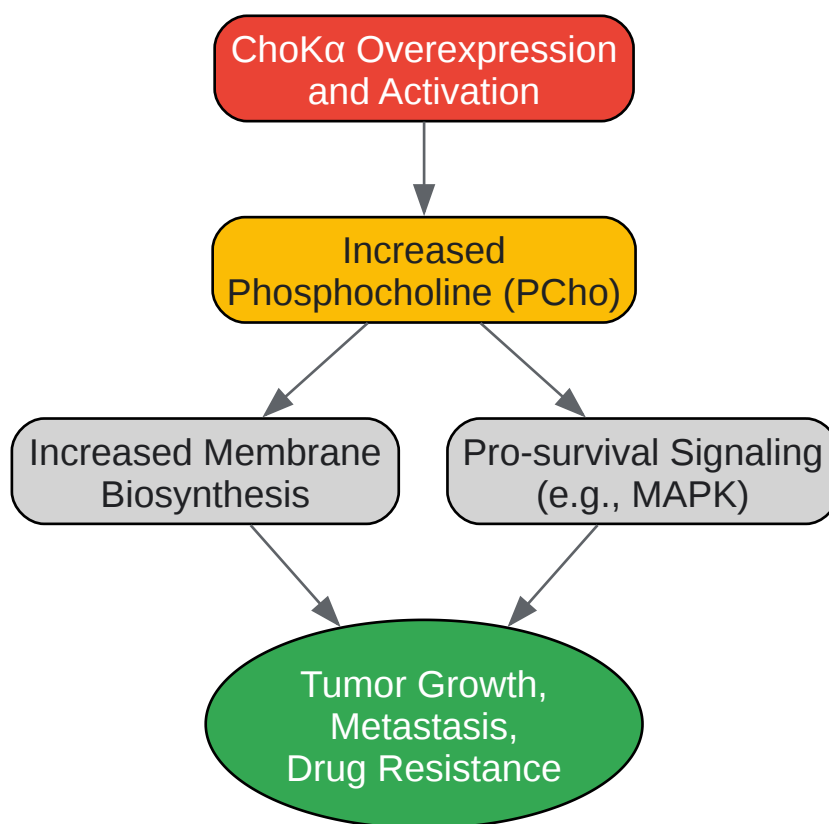 ChoKα Overexpression
and Activation
Increased
Phosphocholine (PCho)
Increased Membrane
Biosynthesis
Pro-survival Signaling
(e.g., MAPK)
Tumor Growth,
Metastasis,
Drug Resistance